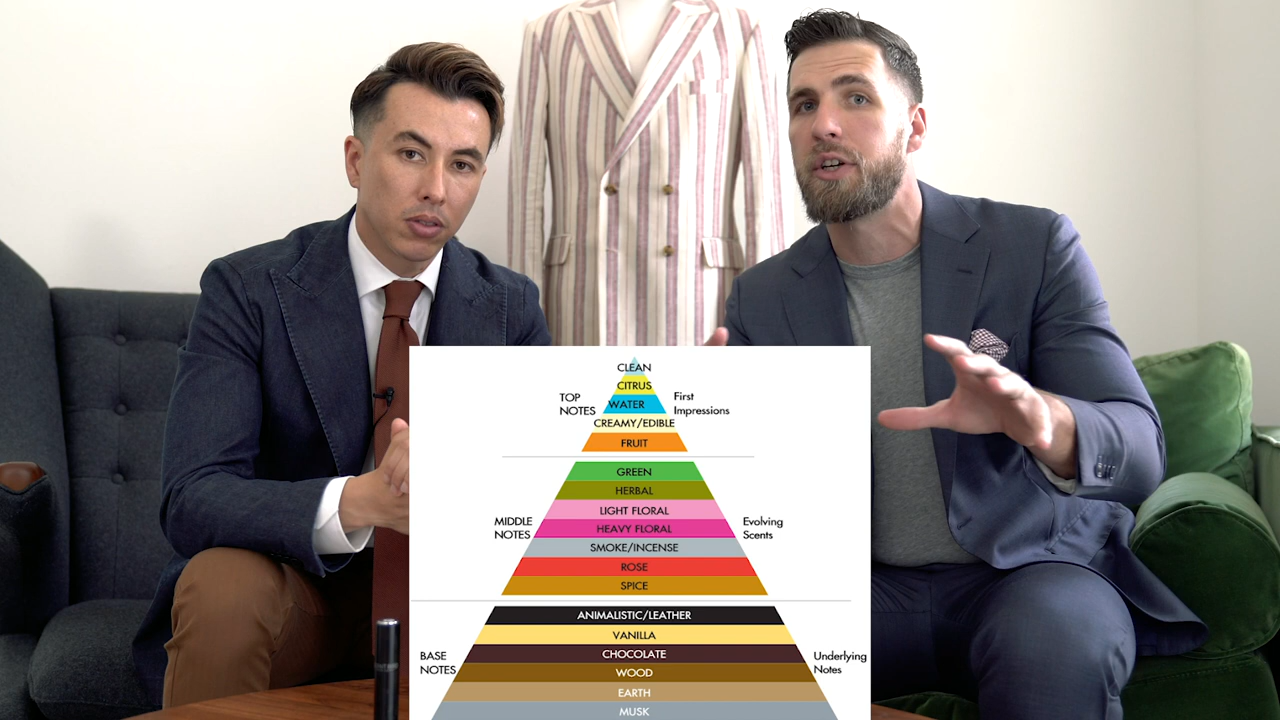 CLEAN
CITRUS
TOP
NOTES
WATER
First
Impressions
CREAMY/EDIBLE
FRUIT
GREEN
HERBAL
LIGHT FLORAL
MIDDLE
NOTES
HEAVY FLORAL
Evolving
Scents
SMOKE/INCENSE
ROSE
SPICE
ANIMALISTIC/LEATHER
VANILLA
BASE
NOTES
CHOCOLATE
Underlying
Notes
WOOD
EARTH
MUSK